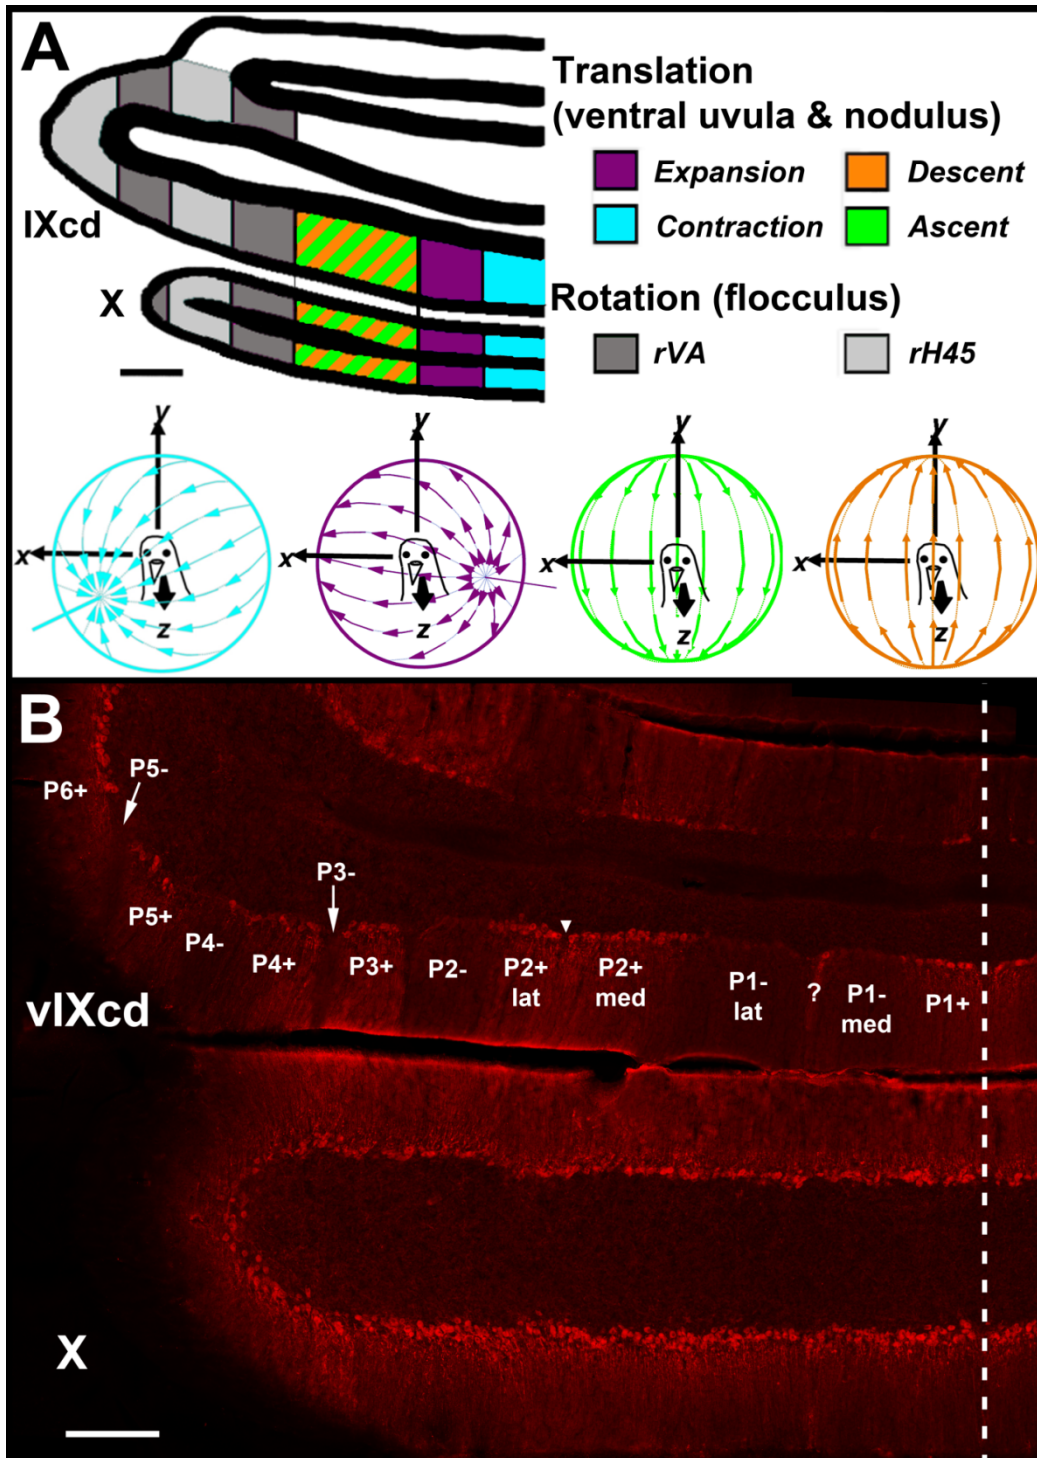 A
Translation
(ventral uvula & nodulus)
Expansion
Descent
Contraction
Ascent
Rotation (flocculus)
rVA
rH45
IXcd
X
y
x
z
y
x
z
y
x
z
y
x
z
B
P6+
P5-
P5+
P4-
P4+
P3-
P3+
P2-
P2+
lat
P2+
med
P1-
lat
?
P1-
med
P1+
vIXcd
X